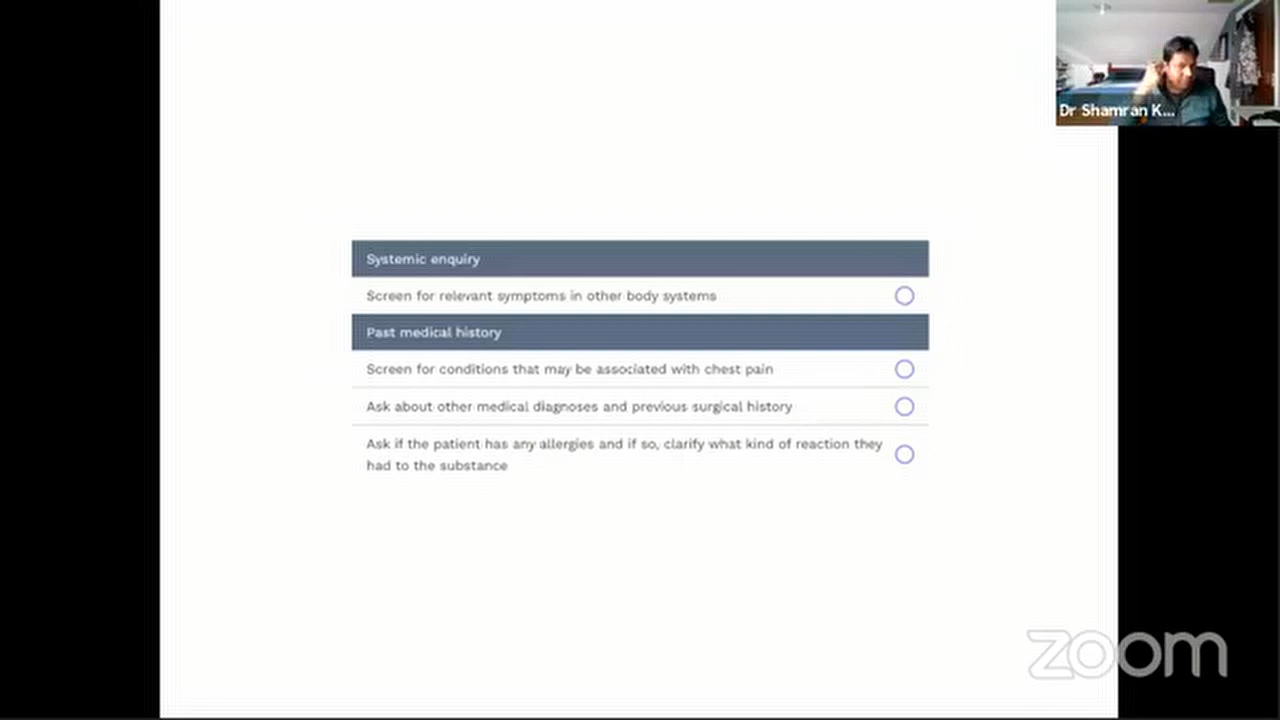 Dr Shamran K...
Systemic enquiry
Screen for relevant symptoms in other body systems
Past medical history
Screen for conditions that may be associated with chest pain
Ask about other medical diagnoses and previous surgical history
Ask if the patient has any allergies and if so, clarify what kind of reaction they
had to the substance
zoom